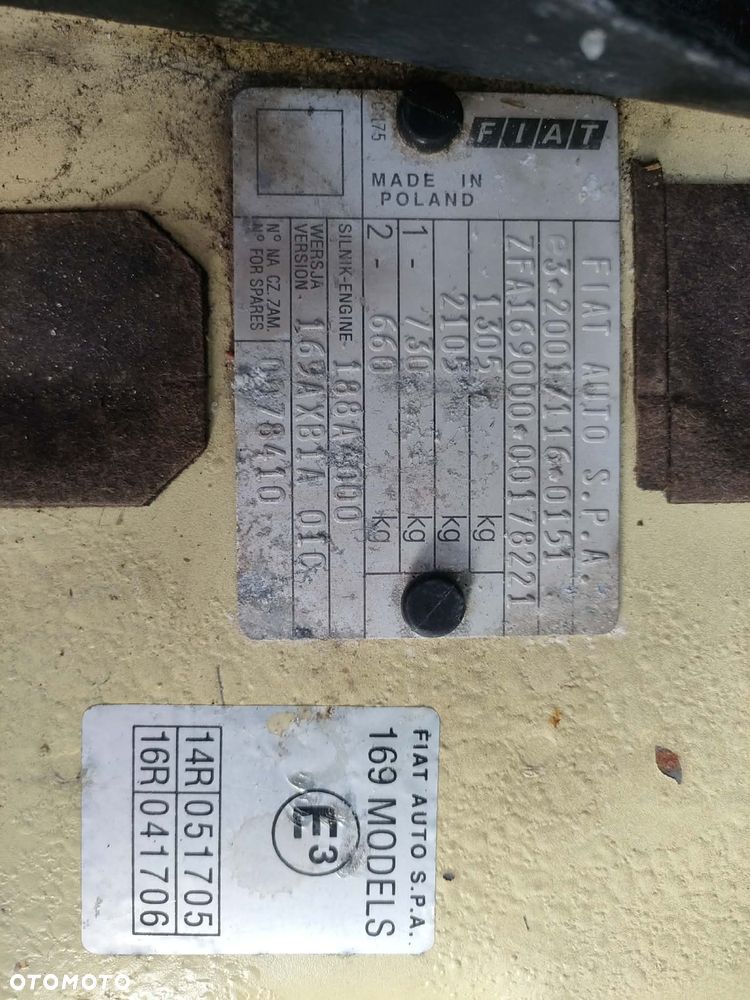 FIAT
MADE IN
POLAND
FIAT AUTO S.P.A.
e3*2001/116*0151
ZFA169000*00178221
1305 kg
2105 kg
1- 730 kg
2- 660 kg
SILNIK-ENGINE 188A4000
WERSJA
VERSION 169AXB1A 01C
N° NA CZ. ZAM.
N° FOR SPARES
FIAT AUTO S.P.A.
169 MODELS
E3
14R 051705
16R 041706
OTOMOTO